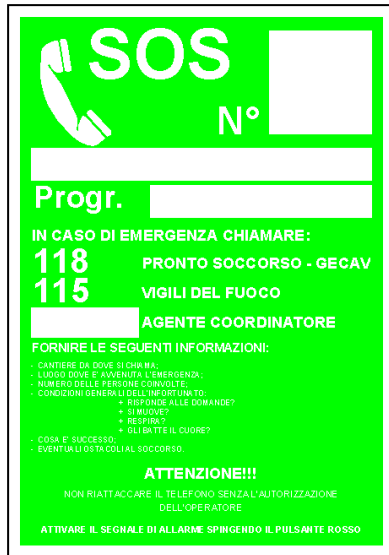 SOS
N°
Progr.
IN CASO DI EMERGENZA CHIAMARE:
118 PRONTO SOCCORSO - GECAV
115 VIGILI DEL FUOCO
AGENTE COORDINATORE
FORNIRE LE SEGUENTI INFORMAZIONI:
- CANTIERE DA DOVE SI CHIAMA;
- LUOGO DOVE E' AVVENUTA L'EMERGENZA;
- NUMERO DELLE PERSONE COINVOLTE;
- CONDIZIONI GENERALI DELL'INFORTUNATO:
+ RISPONDE ALLE DOMANDE?
+ SI MUOVE?
+ RESPIRA?
+ GLI BATTE IL CUORE?
- COSA E' SUCCESSO;
- EVENTUALI OSTACOLI AL SOCCORSO.
ATTENZIONE!!!
NON RIATTACCARE IL TELEFONO SENZA L'AUTORIZZAZIONE
DELL'OPERATORE
ATTIVARE IL SEGNALE DI ALLARME SPINGENDO IL PULSANTE ROSSO